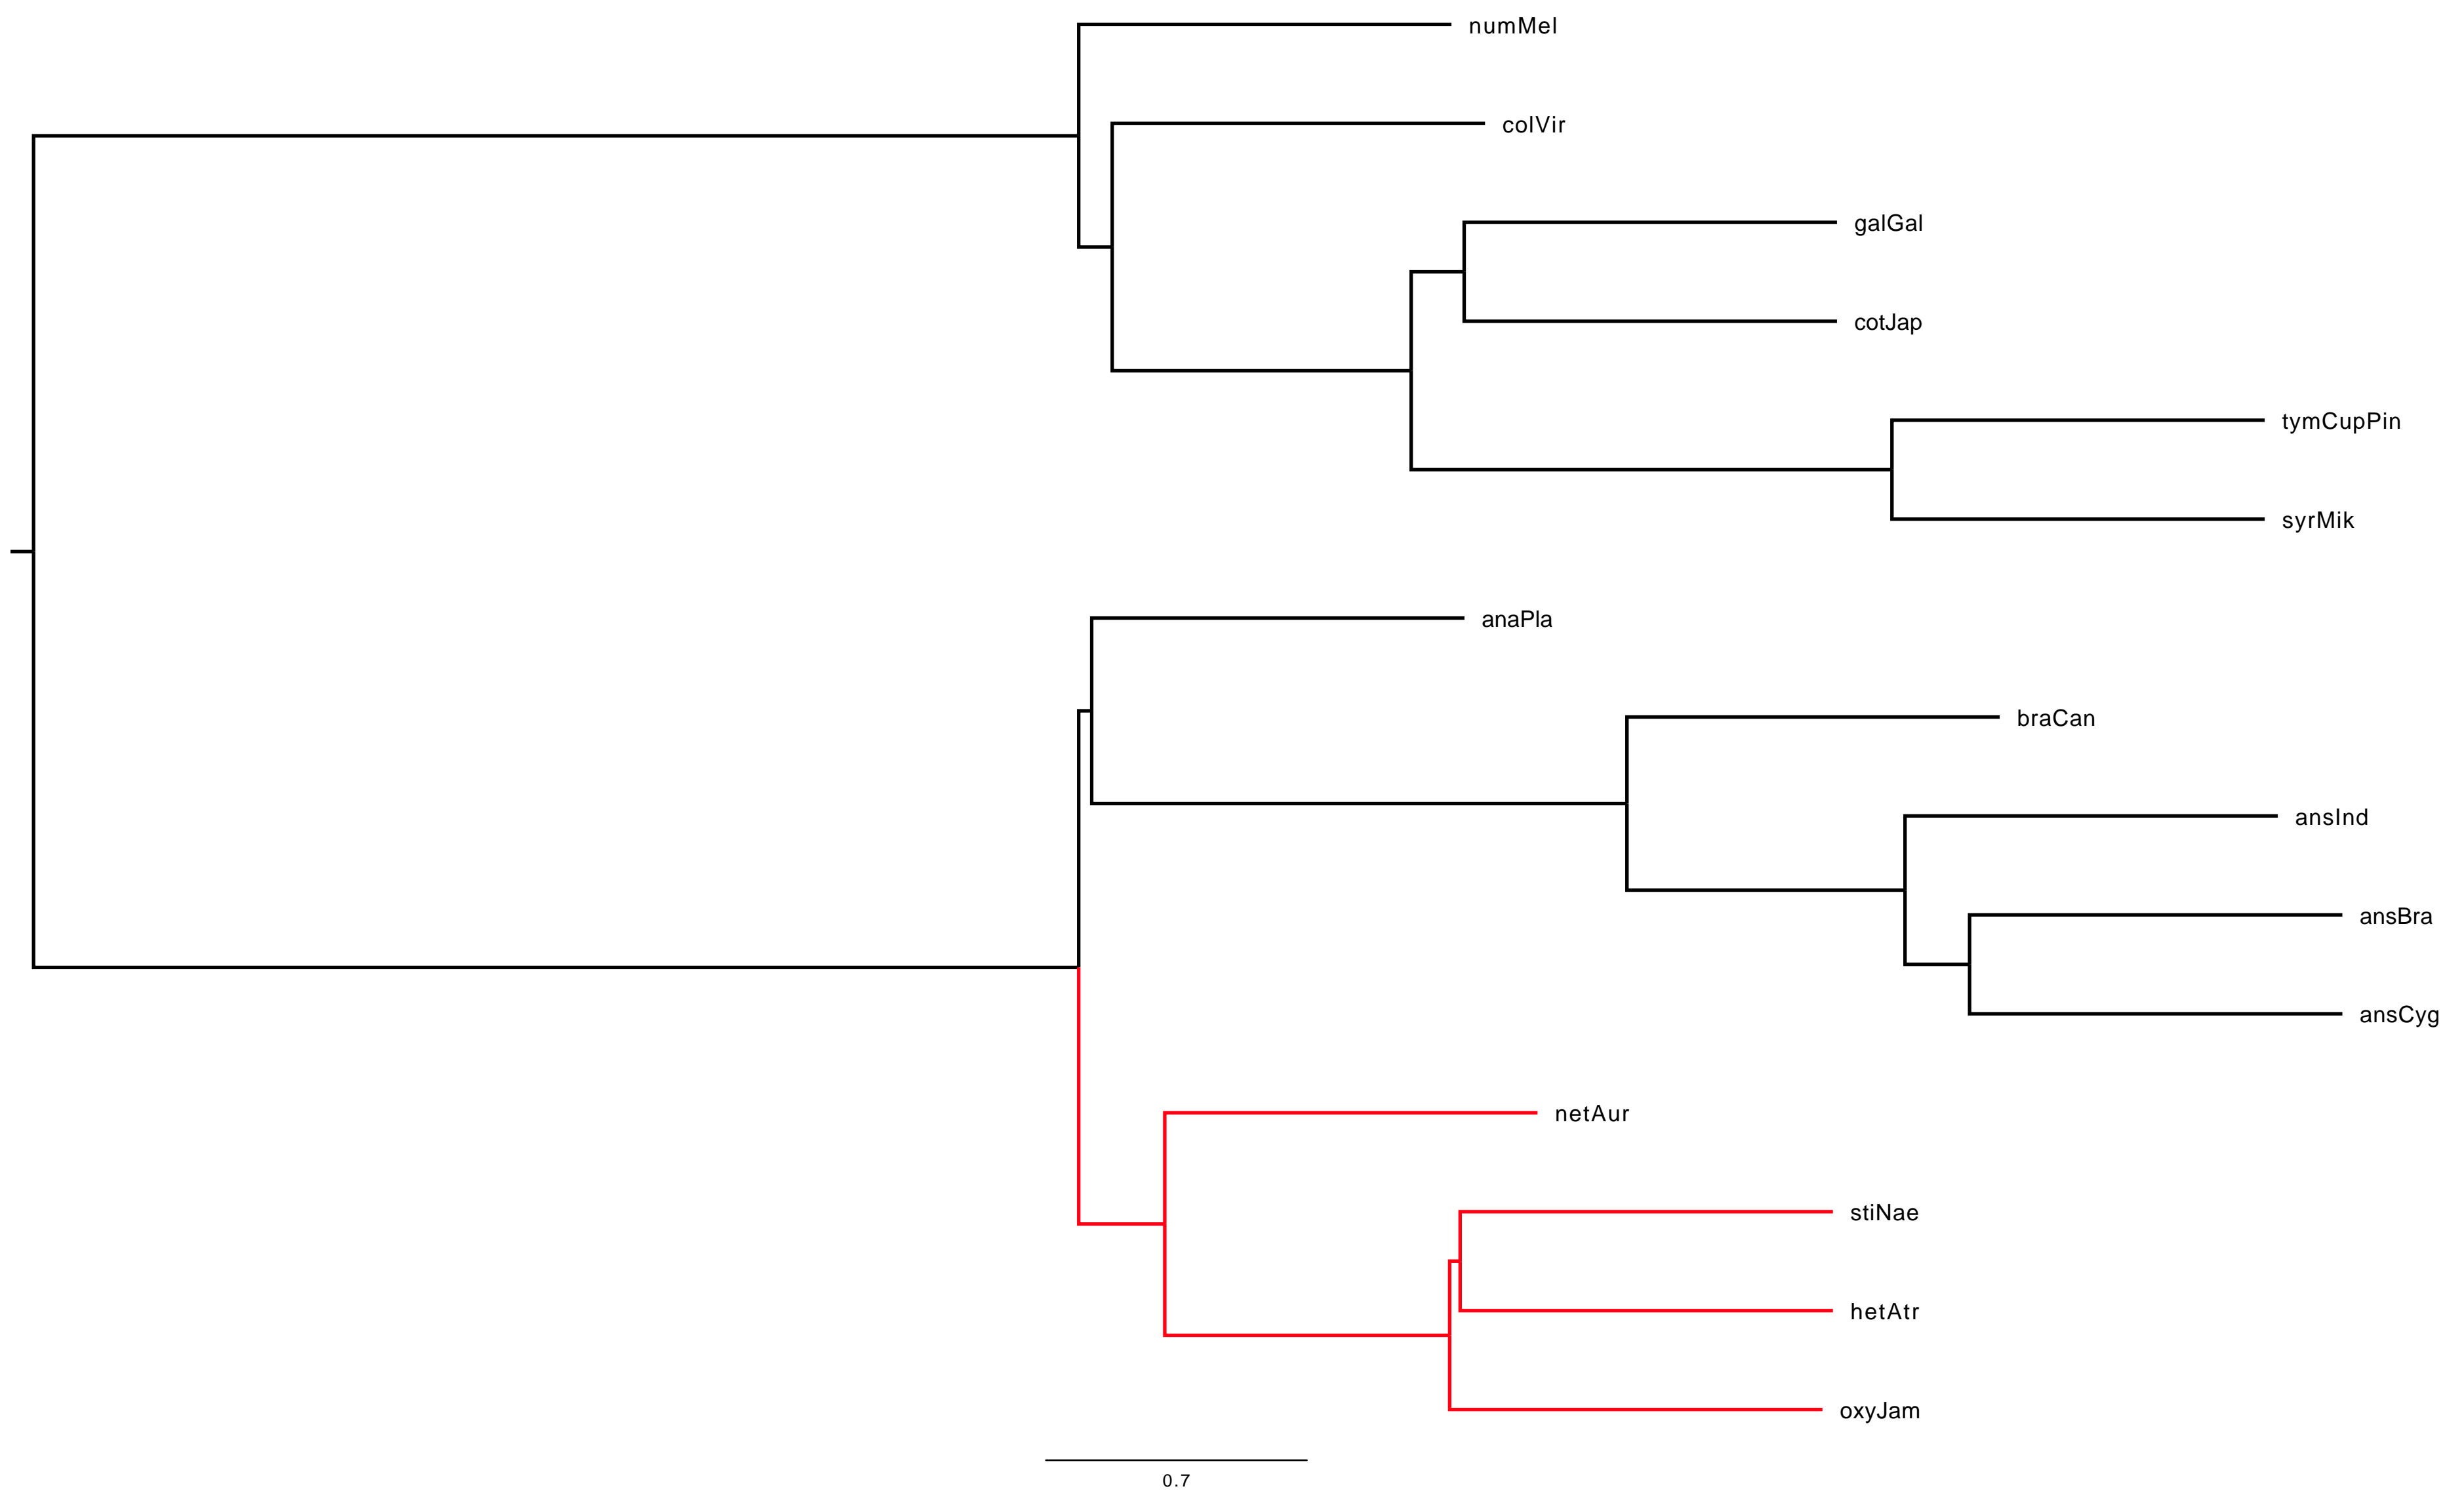 numMel
colVir
galGal
cotJap
tymCupPin
syrMik
anaPla
braCan
ansInd
ansBra
ansCyg
netAur
stiNae
hetAtr
oxyJam
0.7